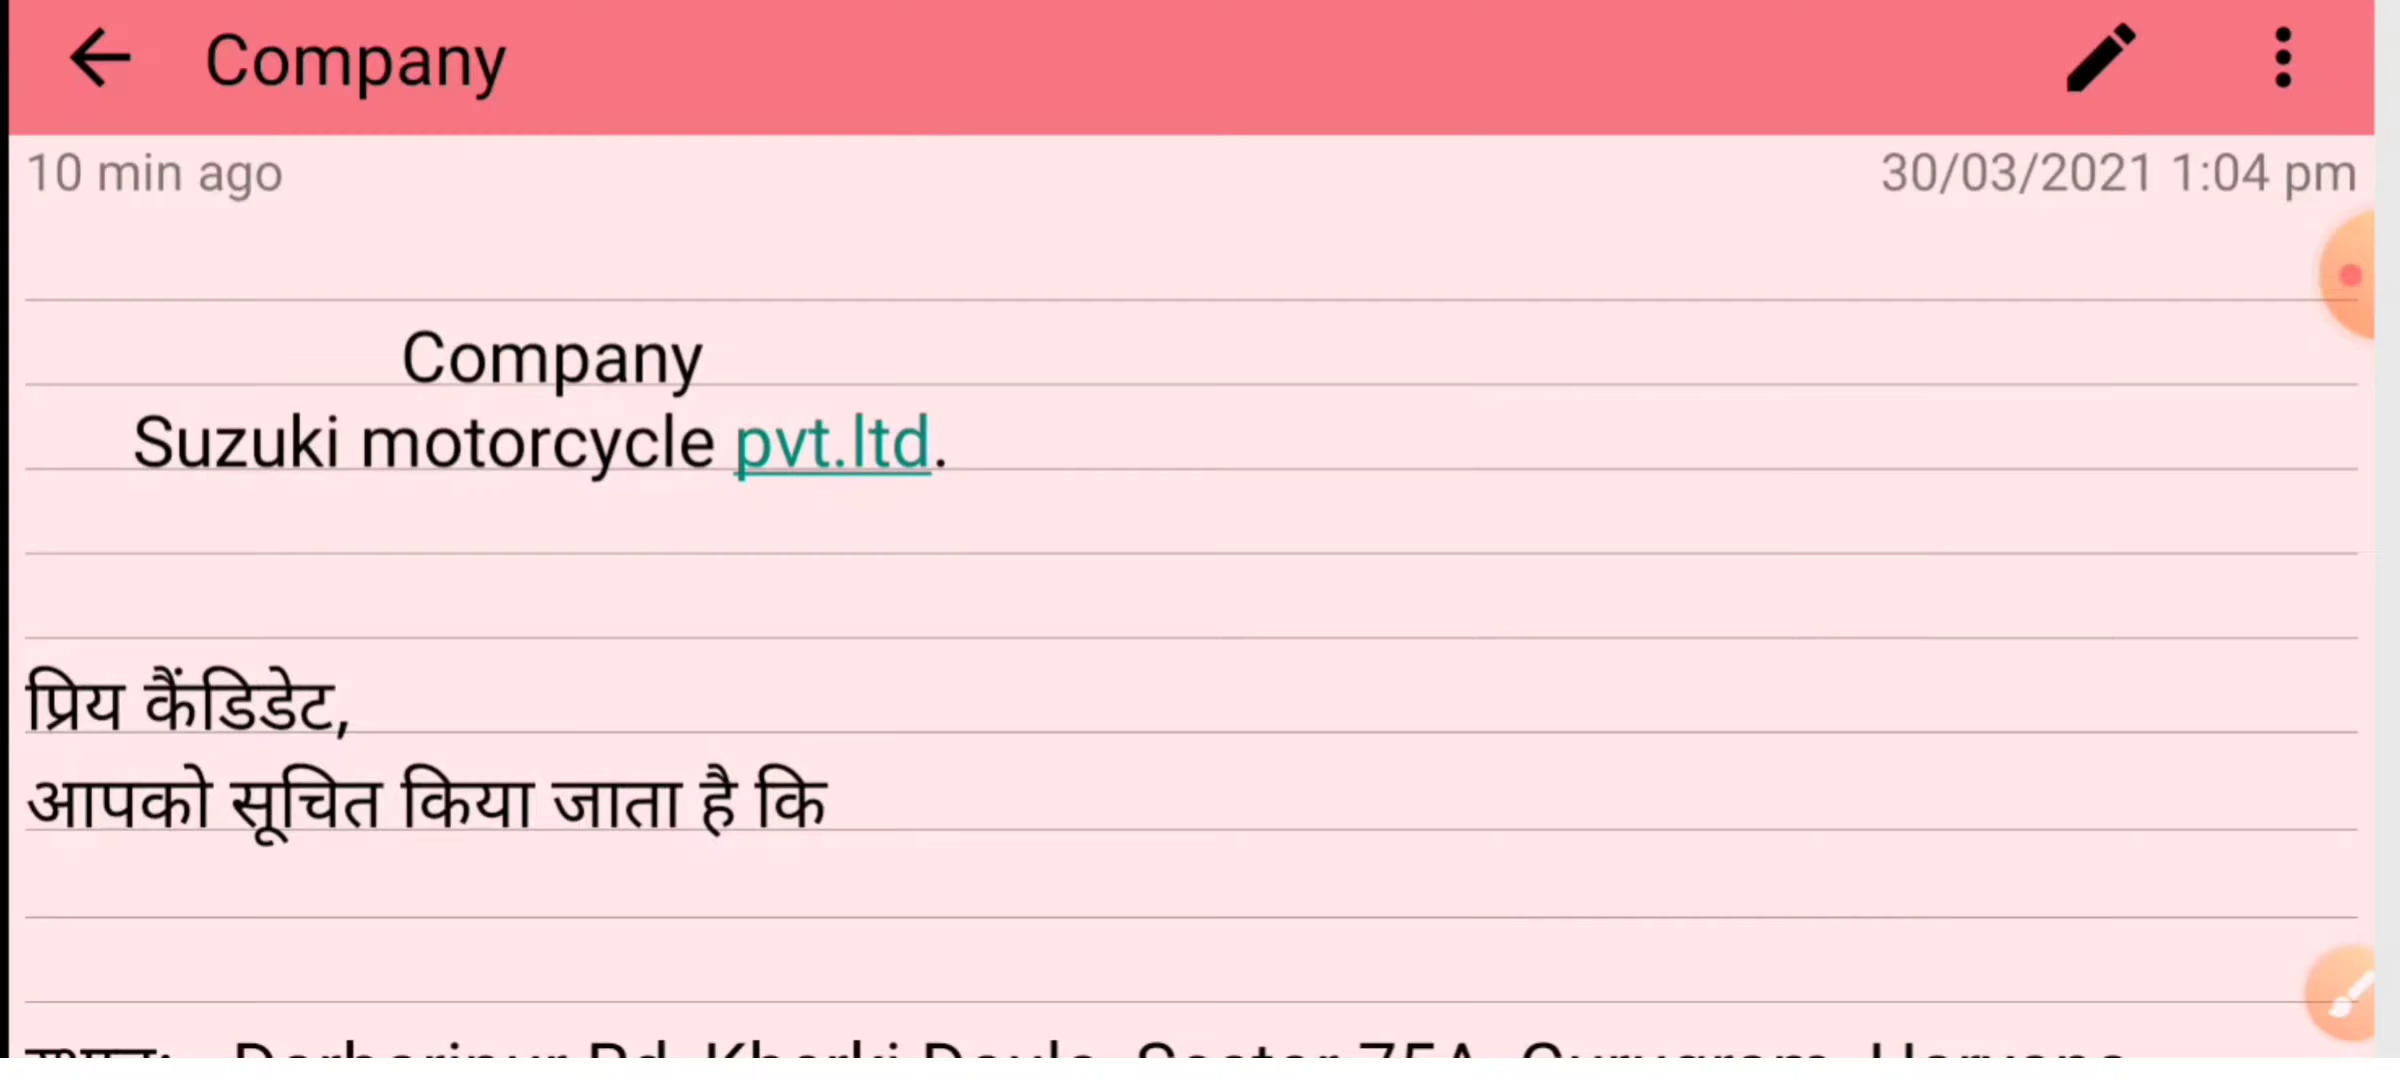 Company
10 min ago
30/03/2021 1:04 pm
Company
Suzuki motorcycle pvt.ltd.
प्रिय कैंडिडेट,
आपको सूचित किया जाता है कि